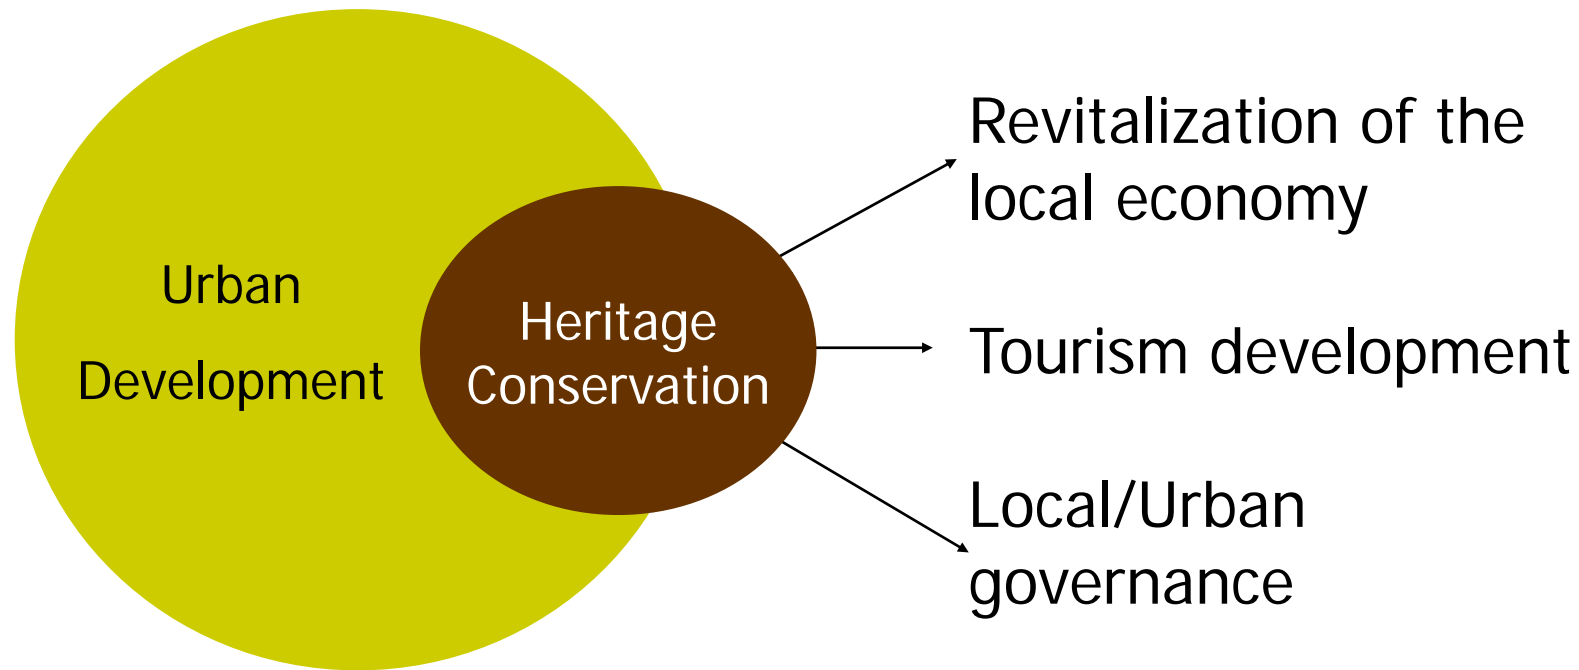 Urban
Development
Heritage
Conservation
Revitalization of the
local economy
Tourism development
Local/Urban
governance